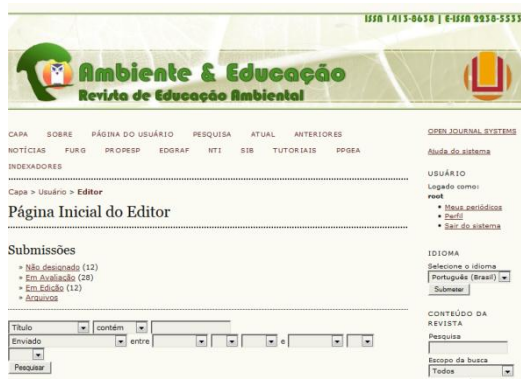 ISSN 1413-8638 | E-ISSN 2238-5533
Ambiente & Educação
Revista de Educação Ambiental
CAPA SOBRE PÁGINA DO USUÁRIO PESQUISA ATUAL ANTERIORES
NOTÍCIAS FURG PROPESP EDGRAF NTI SIB TUTORIAIS PPGEA
INDEXADORES
Capa > Usuário > Editor
Página Inicial do Editor
Submissões
» Não designado (12)
» Em Avaliação (28)
» Em Edição (12)
» Arquivos
Título contém
Enviado entre e
Pesquisar
OPEN JOURNAL SYSTEMS
Ajuda do sistema
USUÁRIO
Logado como:
root
• Meus periódicos
• Perfil
• Sair do sistema
IDIOMA
Selecione o idioma
Português (Brasil)
Submeter
CONTEÚDO DA
REVISTA
Pesquisa
Escopo da busca
Todos